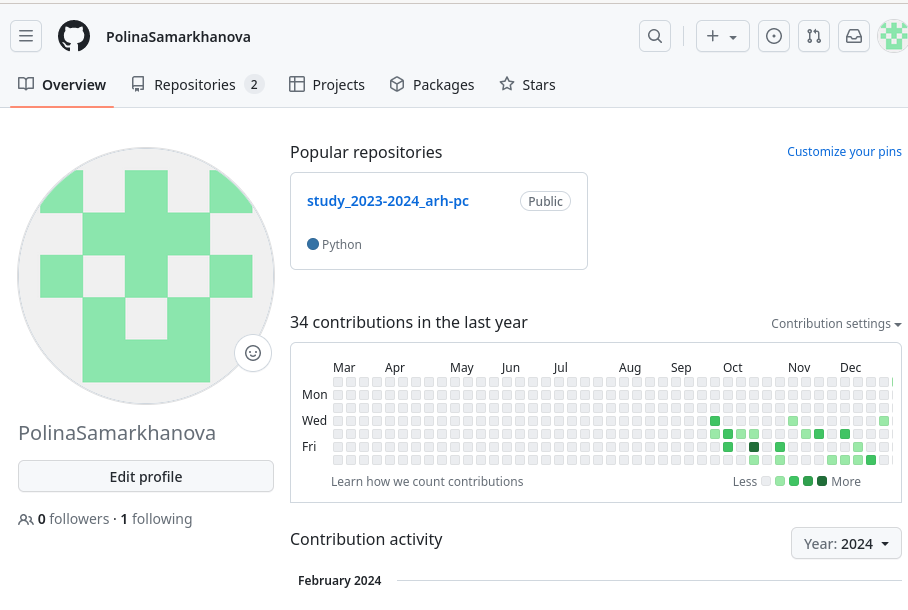 PolinaSamarkhanova
Overview Repositories 2 Projects Packages Stars
Popular repositories Customize your pins
study_2023-2024_arh-pc Public
Python
34 contributions in the last year Contribution settings
Mar Apr May Jun Jul Aug Sep Oct Nov Dec
Mon
Wed
Fri
Learn how we count contributions Less More
PolinaSamarkhanova
Edit profile
0 followers · 1 following
Contribution activity Year: 2024
February 2024